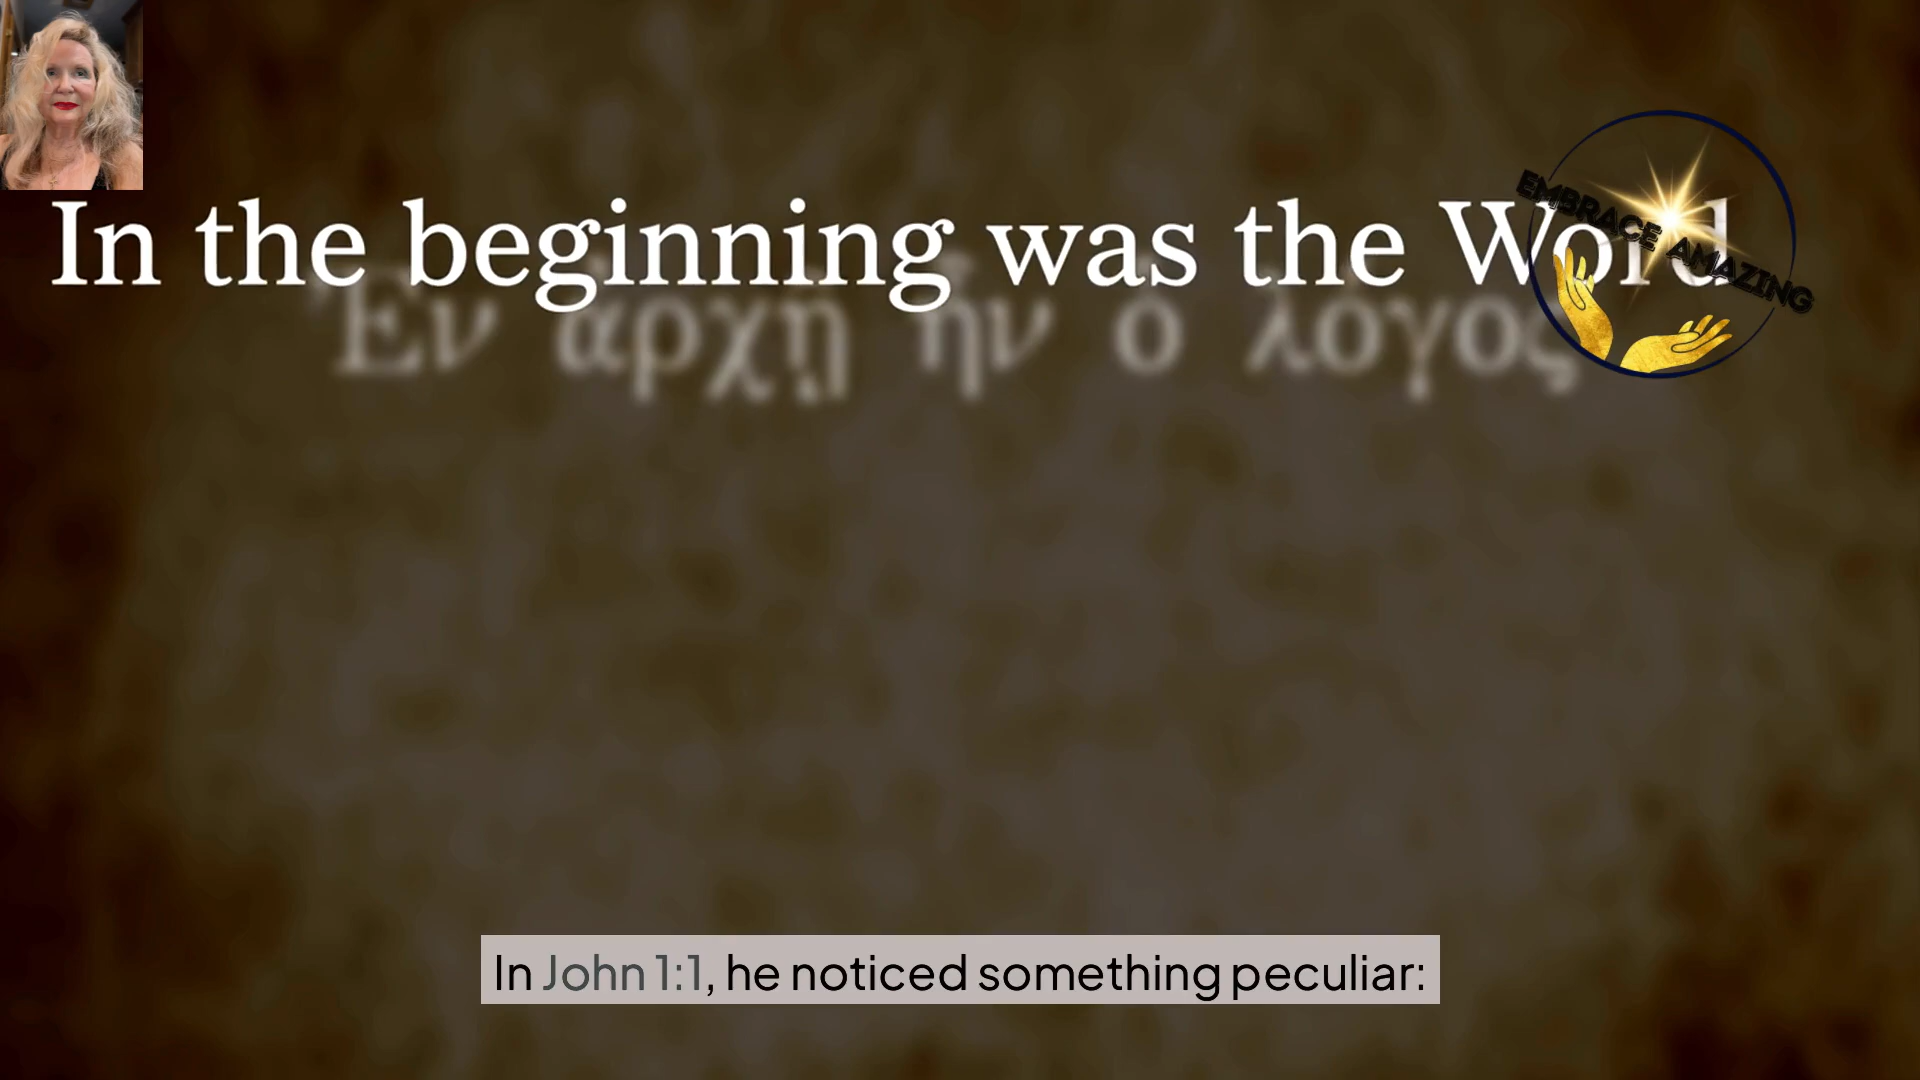 In the beginning was the Word
Ἐν ἀρχῇ ἦν ὁ λόγος
EMBRACE AMAZING
In John 1:1, he noticed something peculiar: